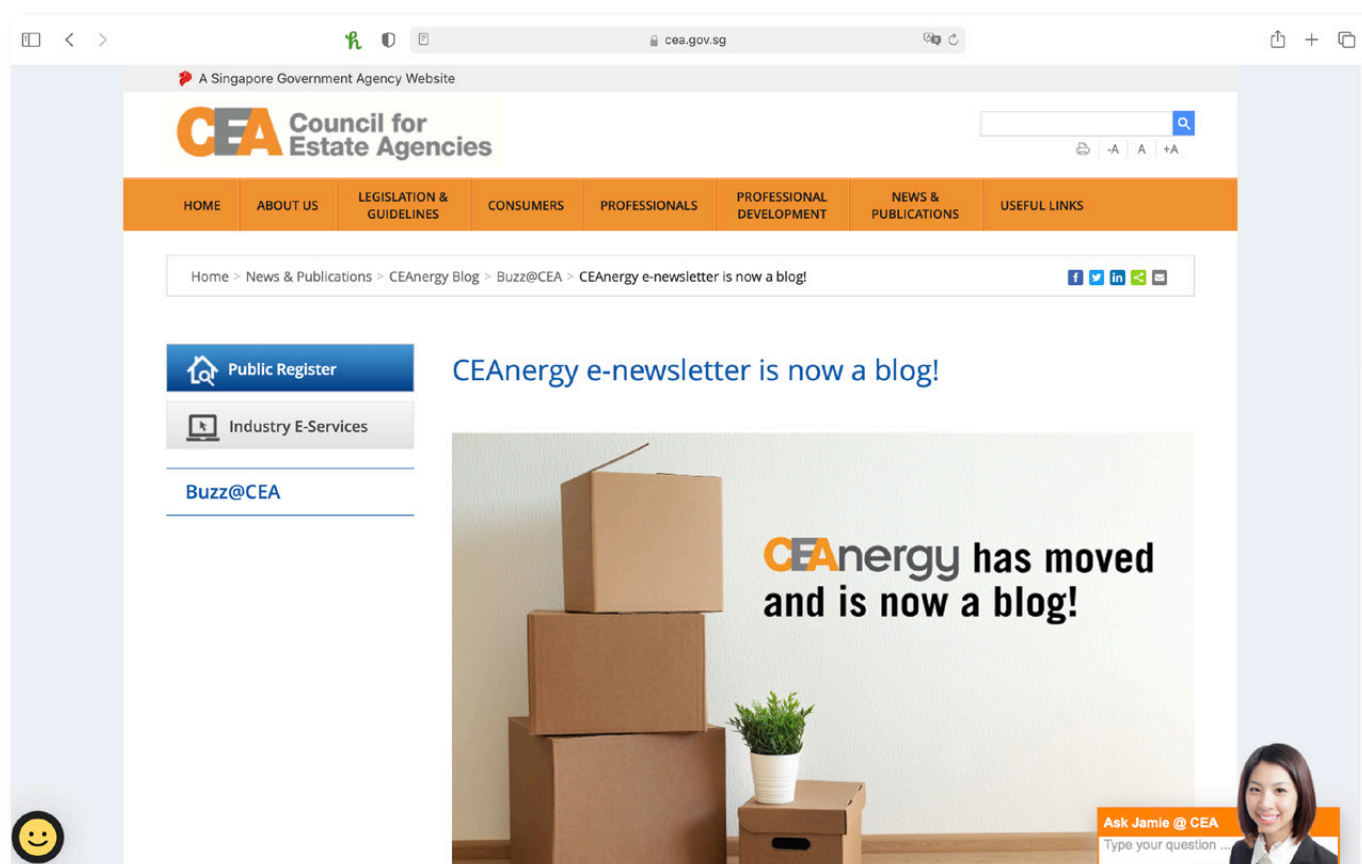 cea.gov.sg
A Singapore Government Agency Website
CEA Council for
Estate Agencies
-A A +A
HOME
ABOUT US
LEGISLATION &
GUIDELINES
CONSUMERS
PROFESSIONALS
PROFESSIONAL
DEVELOPMENT
NEWS &
PUBLICATIONS
USEFUL LINKS
Home > News & Publications > CEAnergy Blog > Buzz@CEA > CEAnergy e-newsletter is now a blog!
Public Register
Industry E-Services
Buzz@CEA
CEAnergy e-newsletter is now a blog!
CEAnergy has moved
and is now a blog!
Ask Jamie @ CEA
Type your question ...